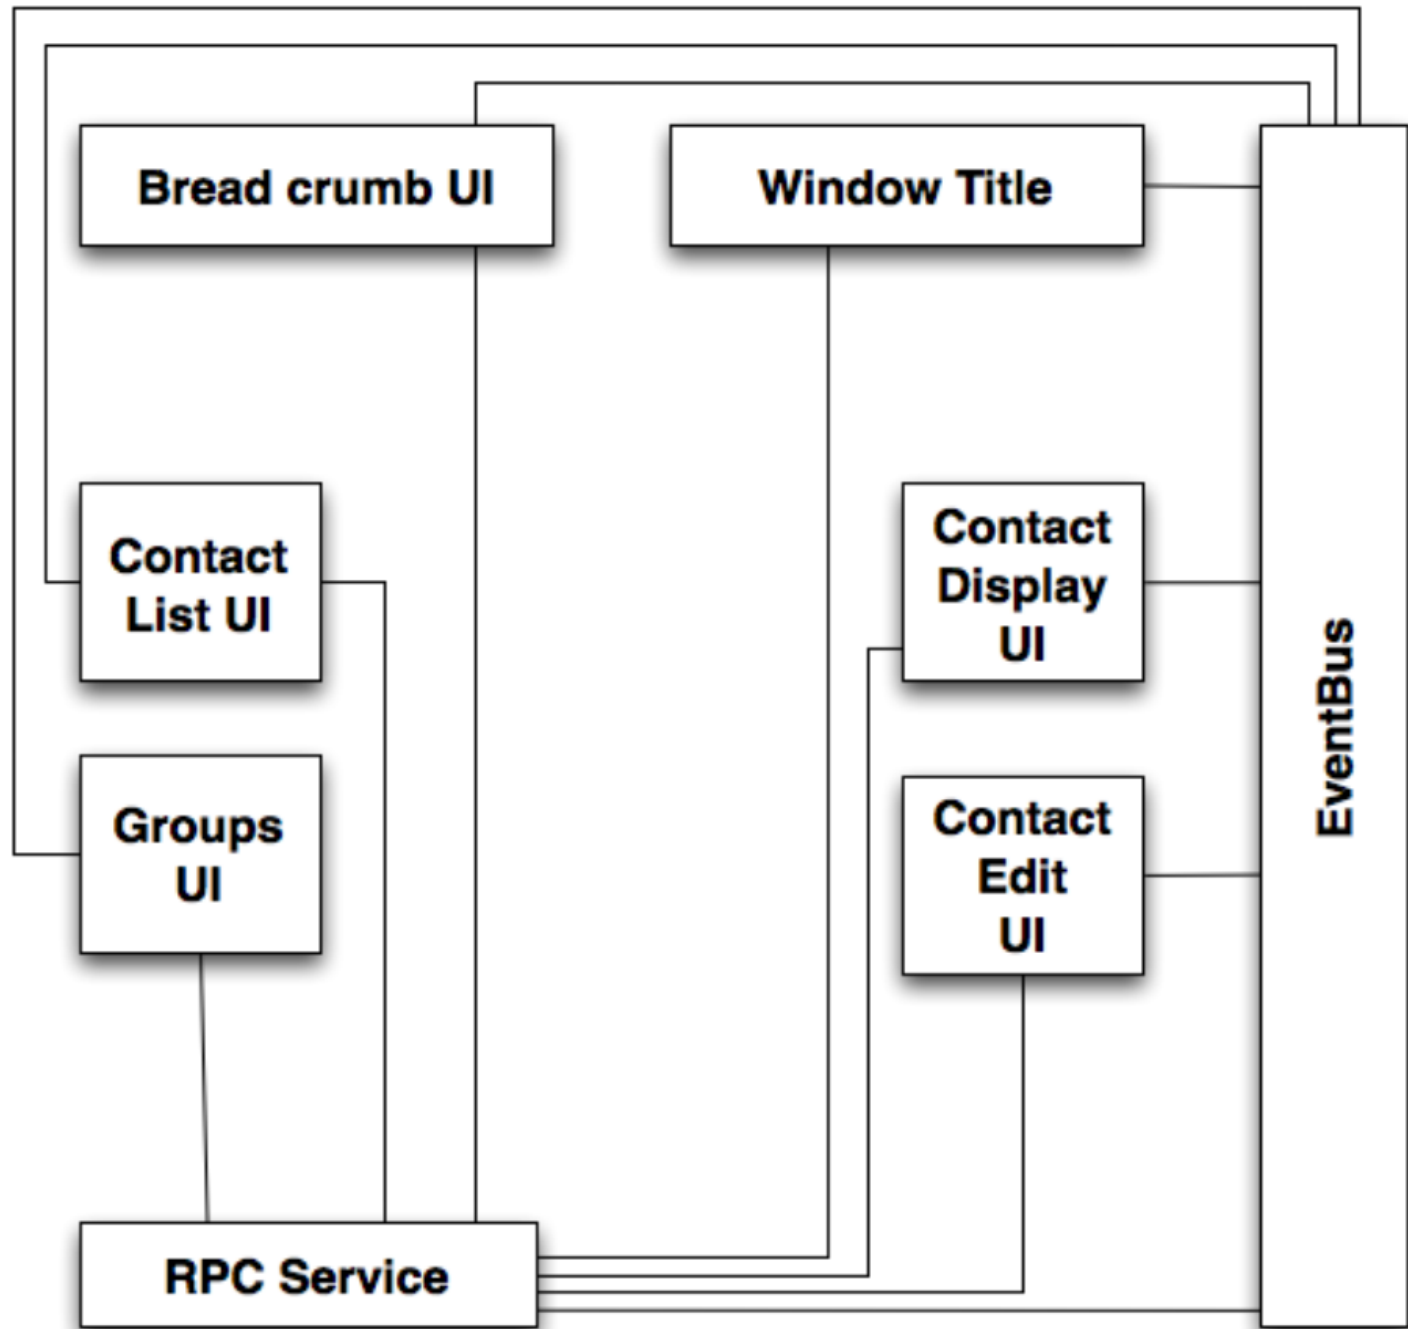 Bread crumb UI
Window Title
Contact
List UI
Contact
Display
UI
Groups
UI
Contact
Edit
UI
EventBus
RPC Service